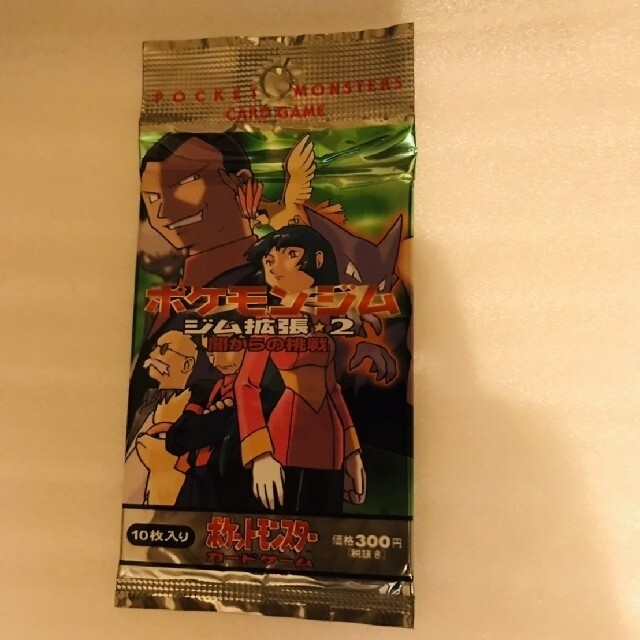 POCKET MONSTERS
CARD GAME
ポケモンジム
ジム拡張★2
闇からの挑戦
10枚入り
ポケットモンスター
カードゲーム
価格300円
(税抜き)